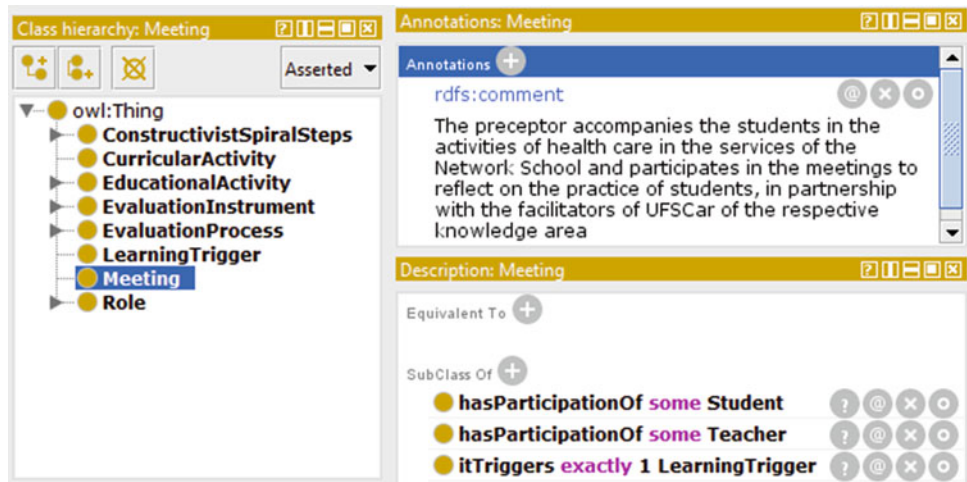 Class hierarchy: Meeting
Asserted
owl:Thing
ConstructivistSpiralSteps
CurricularActivity
EducationalActivity
EvaluationInstrument
EvaluationProcess
LearningTrigger
Meeting
Role
Annotations: Meeting
Annotations
rdfs:comment
The preceptor accompanies the students in the
activities of health care in the services of the
Network School and participates in the meetings to
reflect on the practice of students, in partnership
with the facilitators of UFSCar of the respective
knowledge area
Description: Meeting
Equivalent To
SubClass Of
hasParticipationOf some Student
hasParticipationOf some Teacher
itTriggers exactly 1 LearningTrigger